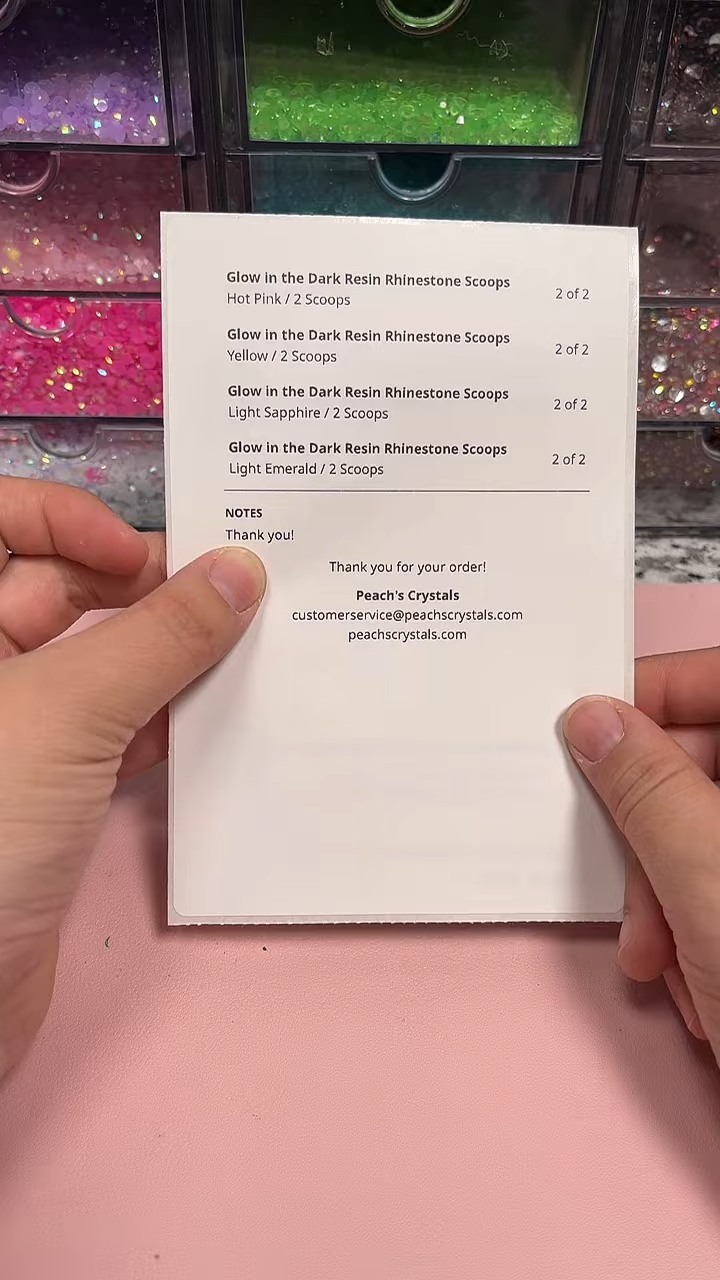 Glow in the Dark Resin Rhinestone Scoops
Hot Pink / 2 Scoops
2 of 2
Glow in the Dark Resin Rhinestone Scoops
Yellow / 2 Scoops
2 of 2
Glow in the Dark Resin Rhinestone Scoops
Light Sapphire / 2 Scoops
2 of 2
Glow in the Dark Resin Rhinestone Scoops
Light Emerald / 2 Scoops
2 of 2
NOTES
Thank you!
Thank you for your order!
Peach's Crystals
customerservice@peachscrystals.com
peachscrystals.com